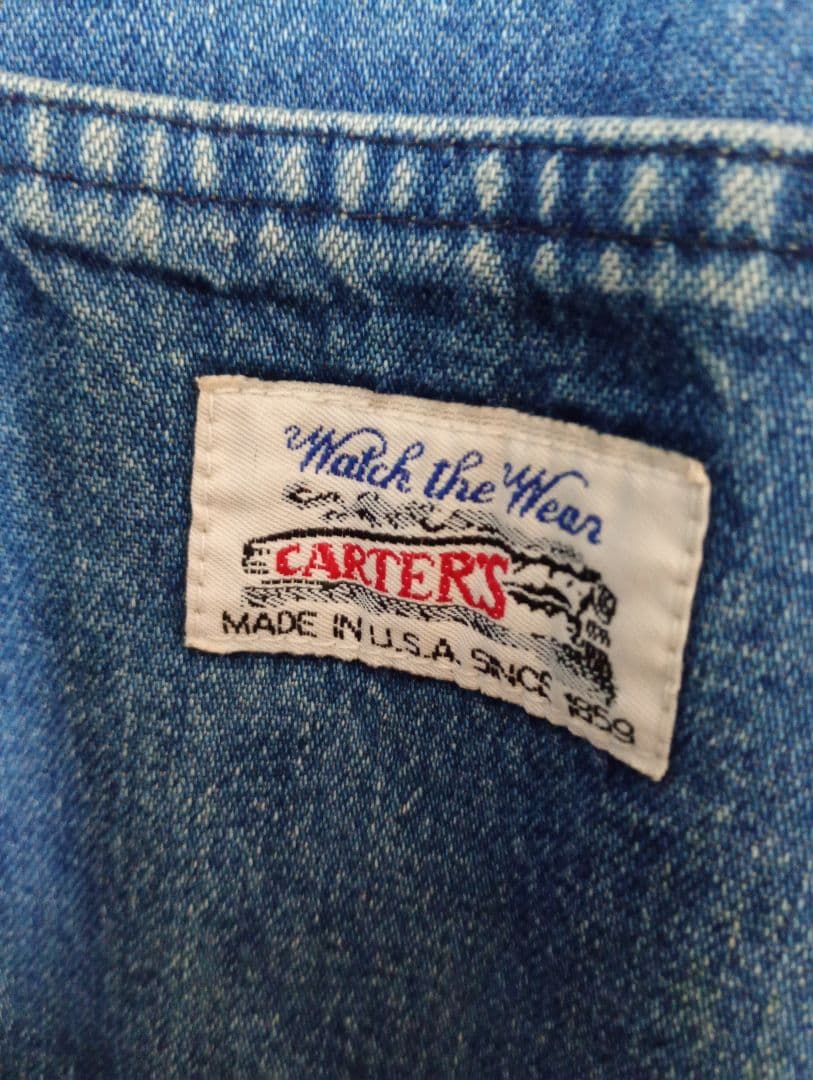 Watch the Wear
CARTER'S
MADE IN U.S.A. SINCE 1859